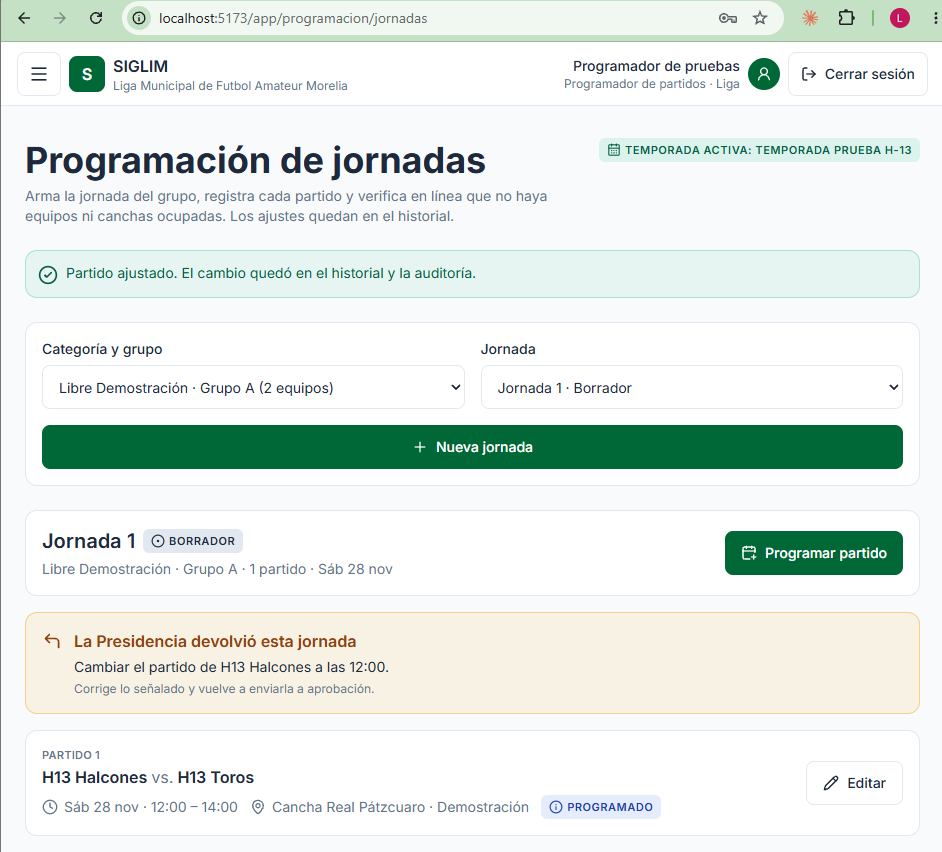 localhost:5173/app/programacion/jornadas
L
S
SIGLIM
Liga Municipal de Futbol Amateur Morelia
Programador de pruebas
Programador de partidos · Liga
Cerrar sesión
Programación de jornadas
TEMPORADA ACTIVA: TEMPORADA PRUEBA H-13
Arma la jornada del grupo, registra cada partido y verifica en línea que no haya
equipos ni canchas ocupadas. Los ajustes quedan en el historial.
Partido ajustado. El cambio quedó en el historial y la auditoría.
Categoría y grupo
Jornada
Libre Demostración · Grupo A (2 equipos)
Jornada 1 · Borrador
+ Nueva jornada
Jornada 1
BORRADOR
Libre Demostración · Grupo A · 1 partido · Sáb 28 nov
Programar partido
La Presidencia devolvió esta jornada
Cambiar el partido de H13 Halcones a las 12:00.
Corrige lo señalado y vuelve a enviarla a aprobación.
PARTIDO 1
H13 Halcones vs. H13 Toros
Sáb 28 nov · 12:00 – 14:00
Cancha Real Pátzcuaro · Demostración
PROGRAMADO
Editar